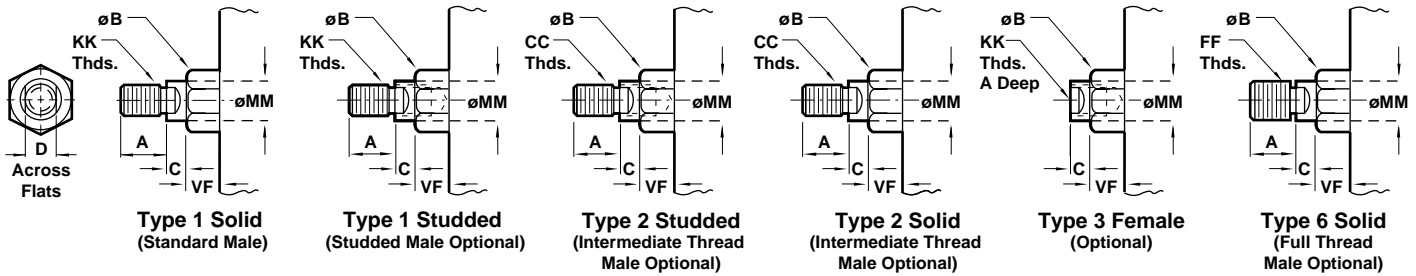 D
Across
Flats
øB
KK
Thds.
øMM
A
C
VF
Type 1 Solid
(Standard Male)
øB
KK
Thds.
øMM
A
C
VF
Type 1 Studded
(Studded Male Optional)
øB
CC
Thds.
øMM
A
C
VF
Type 2 Studded
(Intermediate Thread
Male Optional)
øB
CC
Thds.
øMM
A
C
VF
Type 2 Solid
(Intermediate Thread
Male Optional)
øB
KK
Thds.
A Deep
øMM
C
VF
Type 3 Female
(Optional)
øB
FF
Thds.
øMM
A
C
VF
Type 6 Solid
(Full Thread
Male Optional)